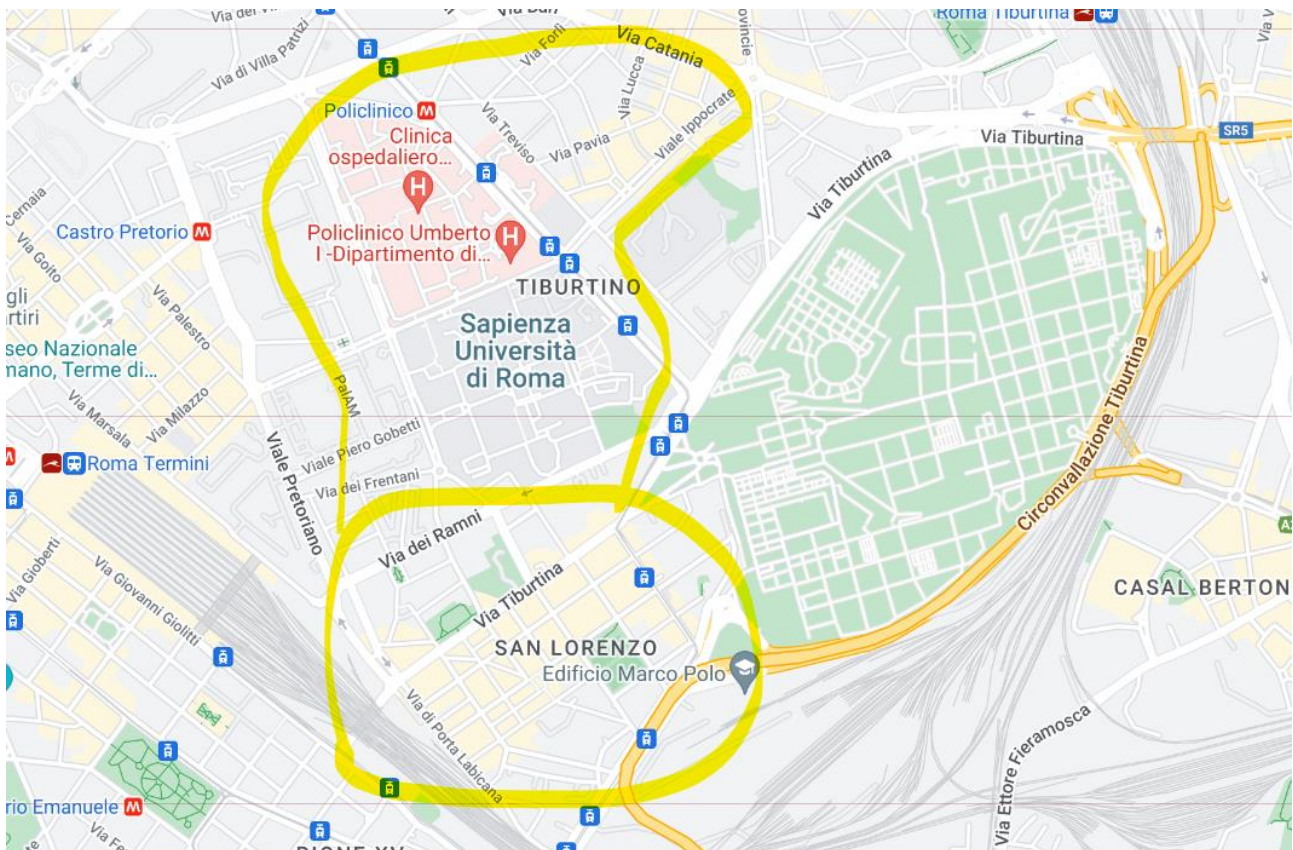 Via di Villa Patrizi
Via Forlì
Via Catania
Provincie
Roma Tiburtina
Via Lucca
Policlinico
Clinica
ospedaliero...
Via Treviso
Via Pavia
Viale Ippocrate
Via Tiburtina
Via Tiburtina
SR5
H
H
Castro Pretorio
Policlinico Umberto
I -Dipartimento di...
Cernaia
Via Goito
Via Palestro
TIBURTINO
Sapienza
Università
di Roma
gli
rtiri
seo Nazionale
mano, Terme di...
Via Milazzo
Via Marsala
PalAM
Viale Piero Gobetti
Viale Pretoriano
Via dei Frentani
Roma Termini
Via dei Ramni
Circonvallazione Tiburtina
Via Gioberti
Via Giovanni Giolitti
Via Tiburtina
CASAL BERTON
SAN LORENZO
Edificio Marco Polo
Via di Porta Labicana
Via Ettore Fieramosca
rio Emanuele